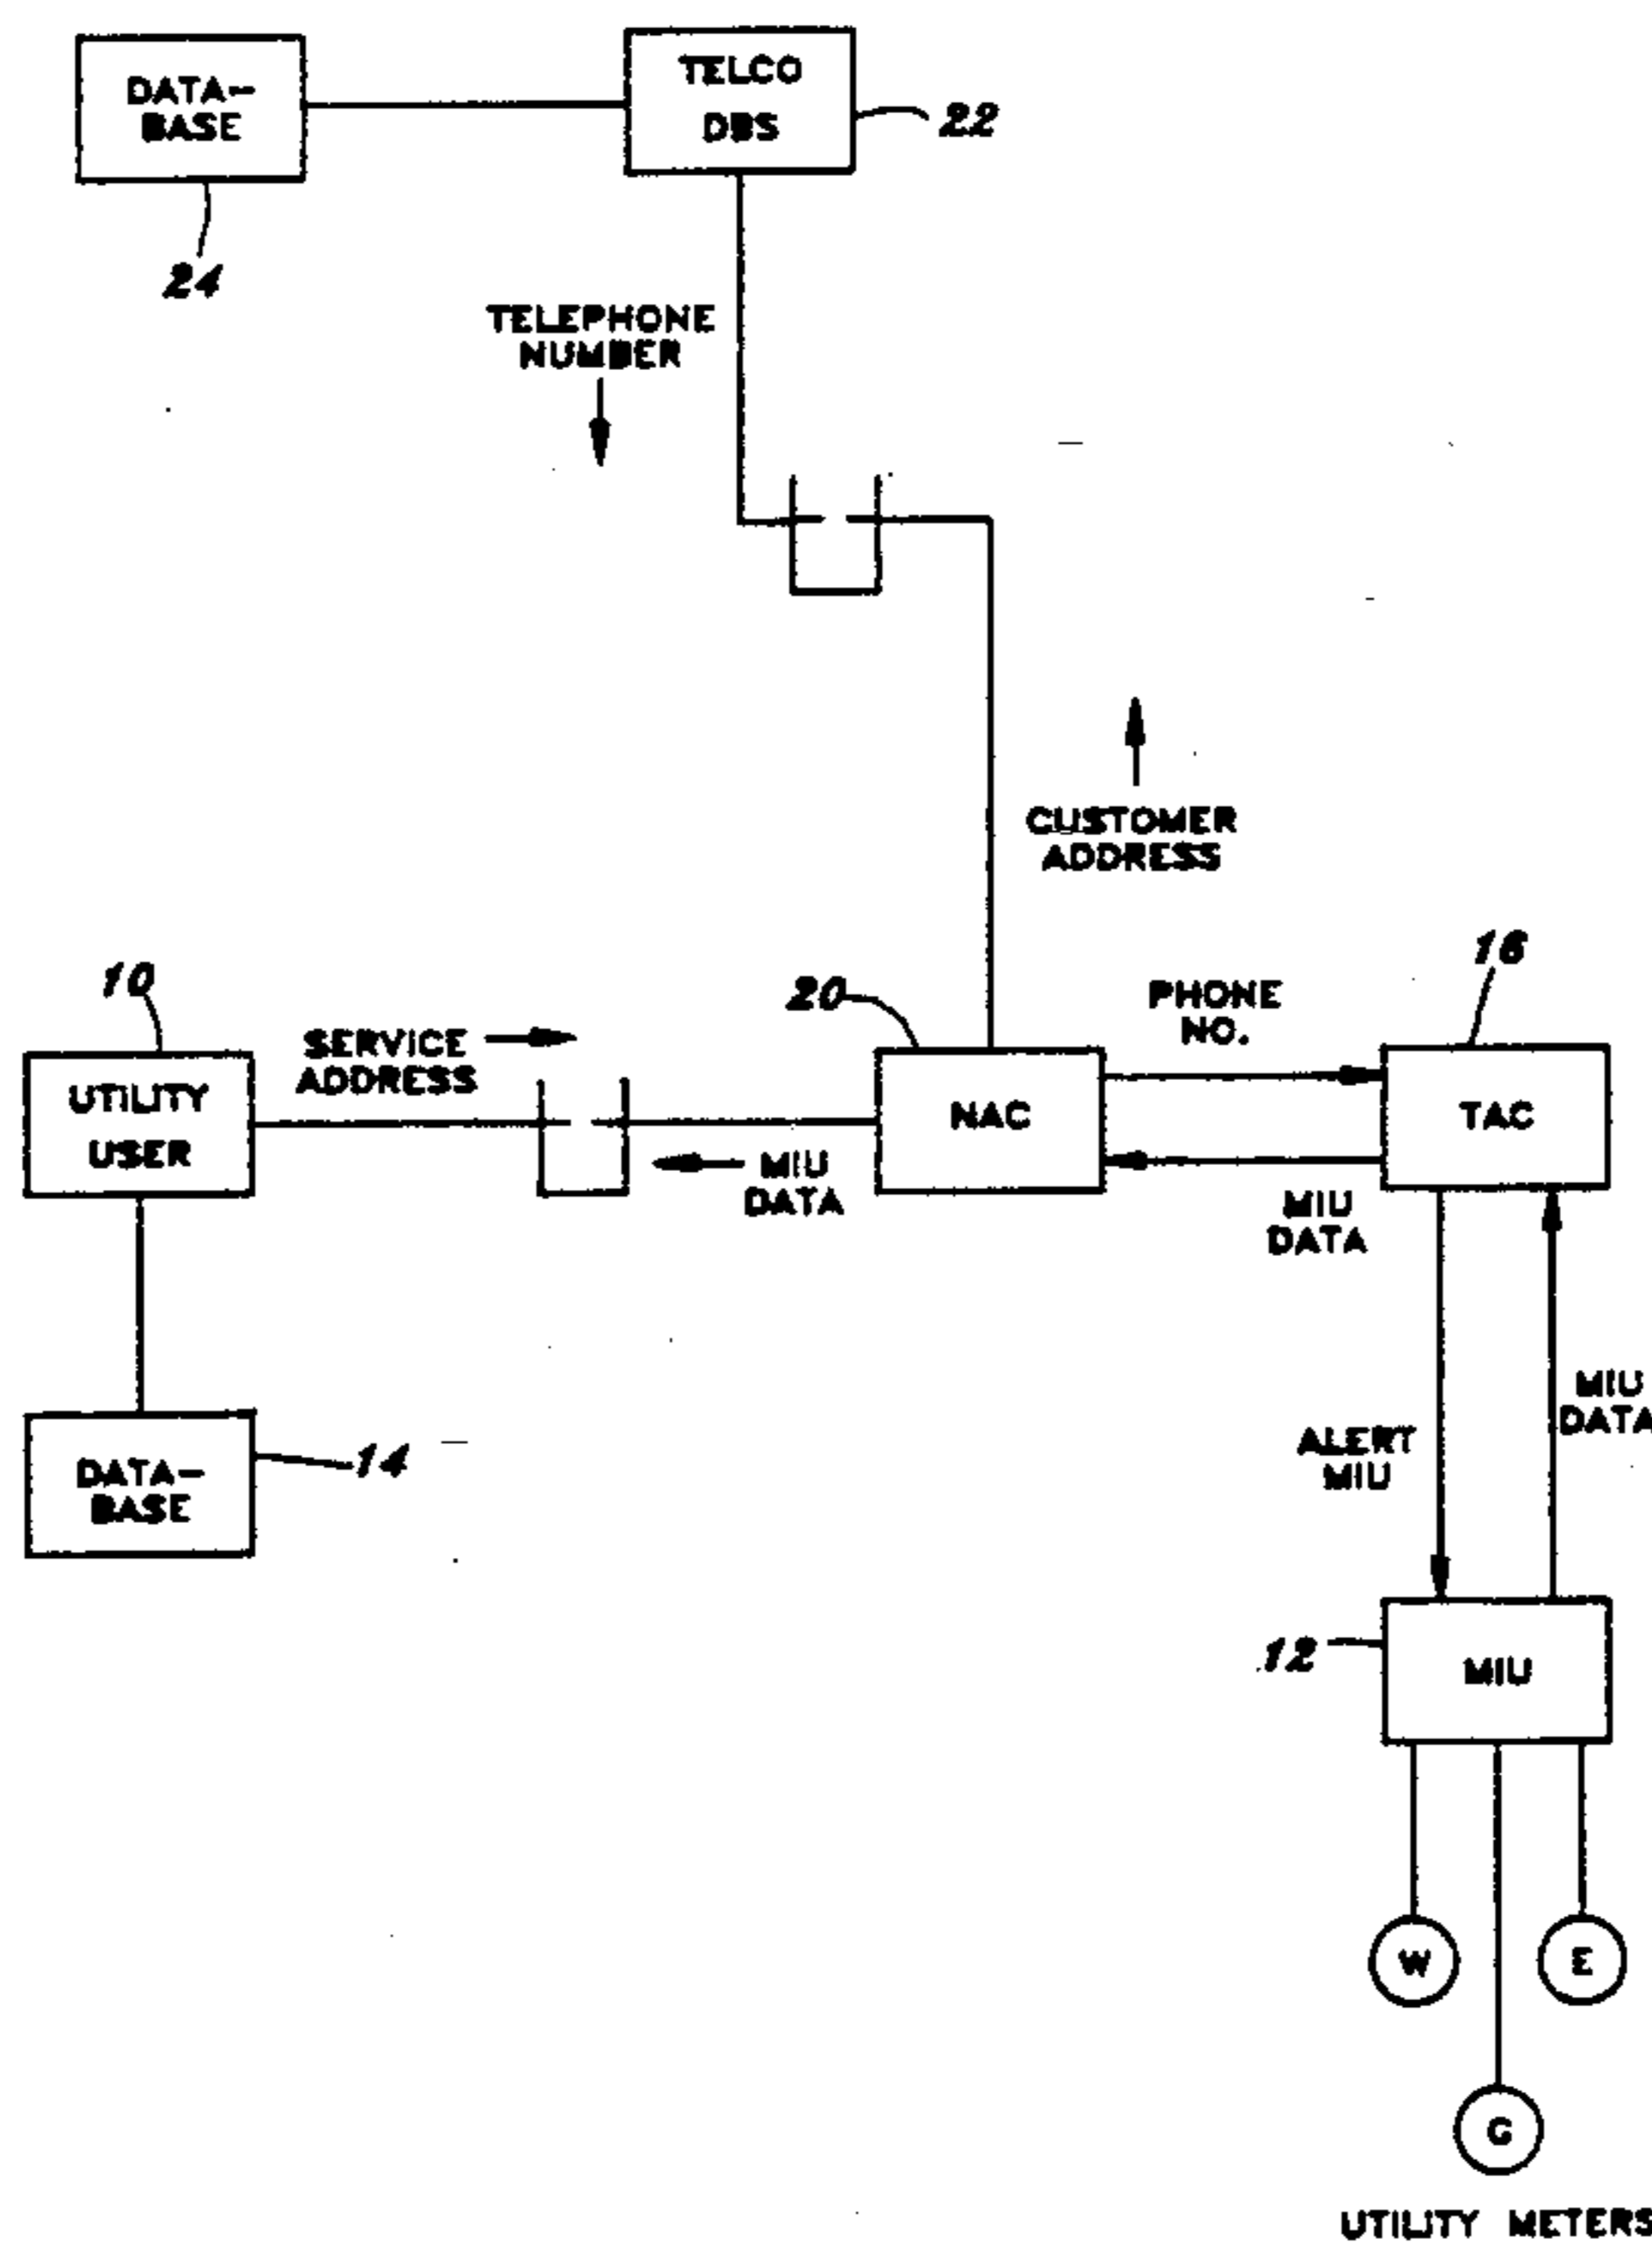 DATA-
BASE
TELCO
DBS
22
24
TELEPHONE
NUMBER
CUSTOMER
ADDRESS
10
SERVICE
ADDRESS
20
PHONE
NO.
16
UTILITY
USER
NAC
TAC
MIU
DATA
MIU
DATA
MIU
DATA
ALERT
MIU
DATA-
BASE
14
12
MIU
W
E
G
UTILITY METERS